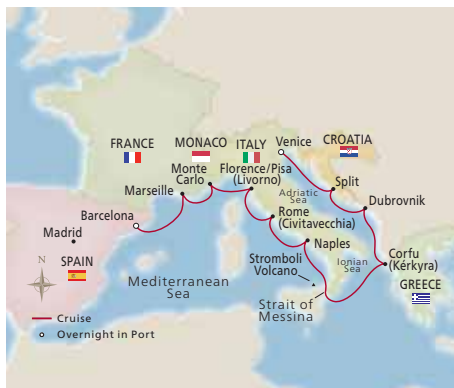 FRANCE
MONACO
ITALY
Venice
CROATIA
Monte
Carlo
Florence/Pisa
(Livorno)
Marseille
Adriatic
Sea
Split
Dubrovnik
Barcelona
Rome
(Civitavecchia)
Madrid
Naples
Stromboli
Volcano
Ionian
Sea
Corfu
(Kérkyra)
N
SPAIN
Mediterranean
Sea
GREECE
Strait of
Messina
Cruise
Overnight in Port